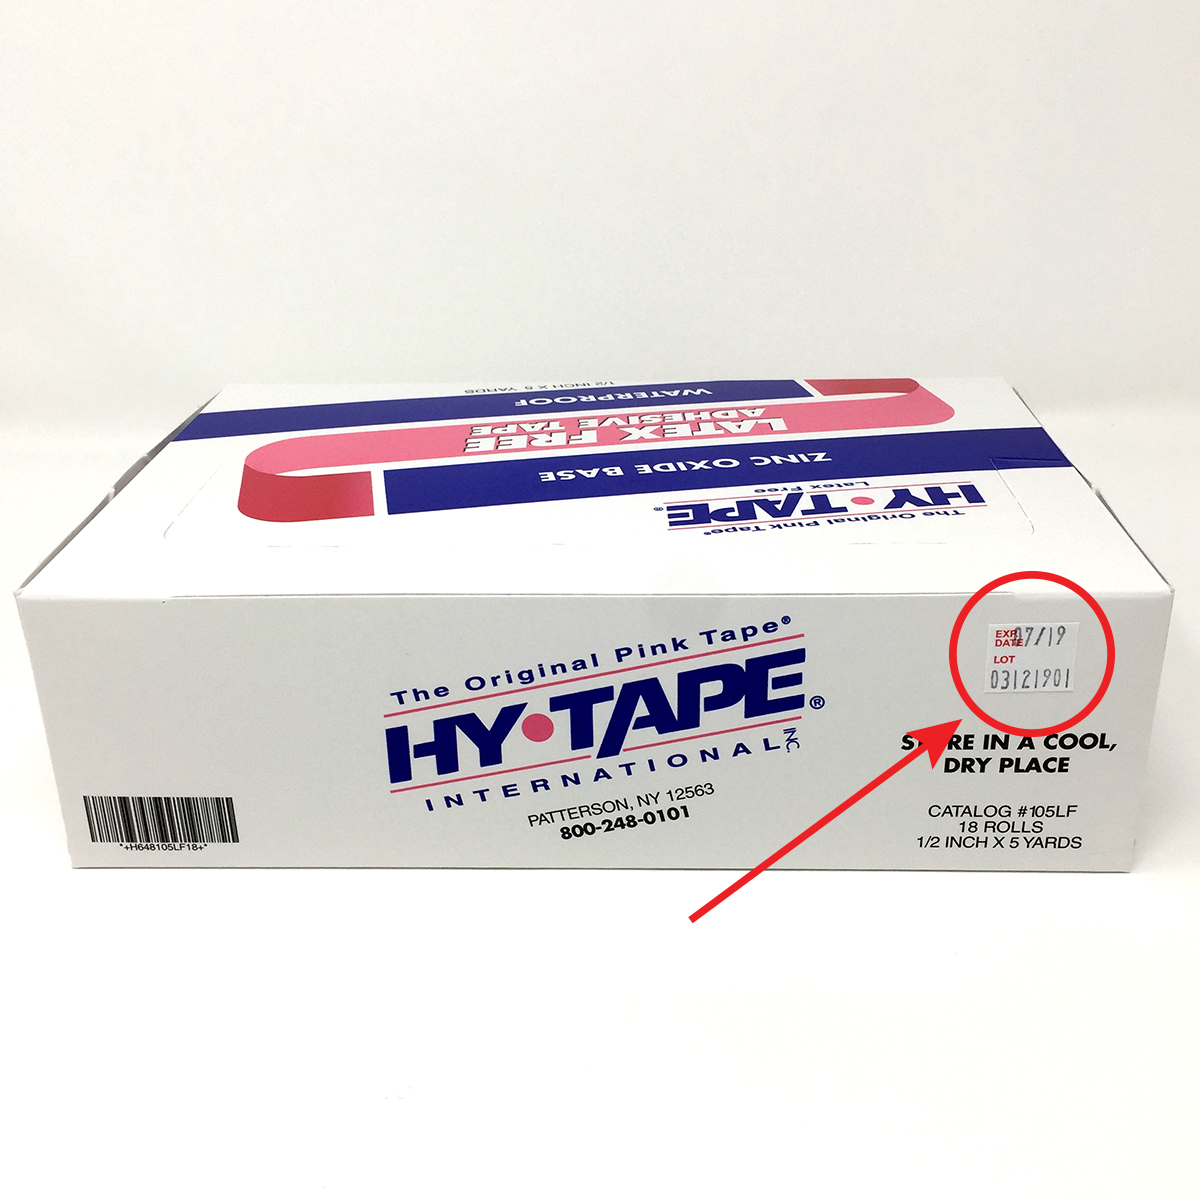 1/2 INCH X 5 YARDS
WATERPROOF
LATEX FREE
ADHESIVE TAPE
ZINC OXIDE BASE
Latex Free
HY•TAPE®
The Original Pink Tape®
The Original Pink Tape®
HY•TAPE®
INTERNATIONAL INC.
PATTERSON, NY 12563
800-248-0101
*+H648105LF18+*
EXP. DATE 07/19
LOT
03121901
STORE IN A COOL,
DRY PLACE
CATALOG #105LF
18 ROLLS
1/2 INCH X 5 YARDS